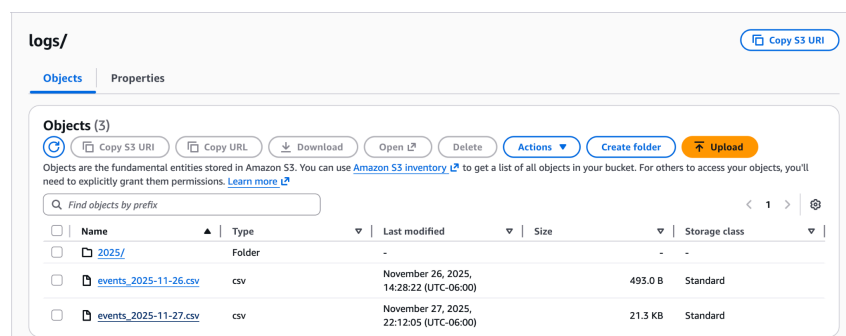 logs/
Copy S3 URI
Objects Properties
Objects (3)
Copy S3 URI Copy URL Download Open Delete Actions Create folder Upload
Objects are the fundamental entities stored in Amazon S3. You can use Amazon S3 inventory to get a list of all objects in your bucket. For others to access your objects, you'll
need to explicitly grant them permissions. Learn more
Find objects by prefix
1
Name Type Last modified Size Storage class
2025/ Folder - - -
events_2025-11-26.csv csv November 26, 2025, 14:28:22 (UTC-06:00) 493.0 B Standard
events_2025-11-27.csv csv November 27, 2025, 22:12:05 (UTC-06:00) 21.3 KB Standard